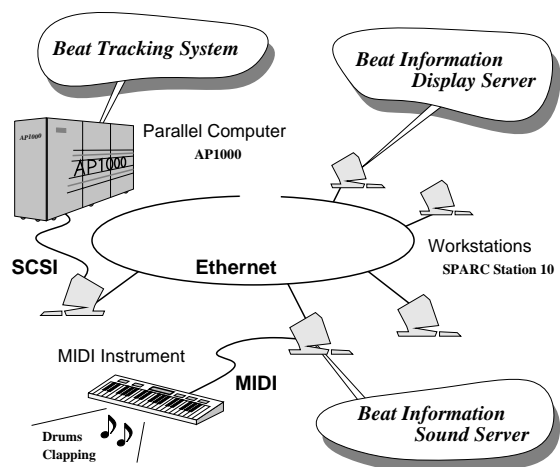 Beat Tracking System
Beat Information
Display Server
Parallel Computer
AP1000
AP1000
AP1000
Workstations
SPARC Station 10
SCSI
Ethernet
MIDI Instrument
MIDI
Drums
Clapping
Beat Information
Sound Server